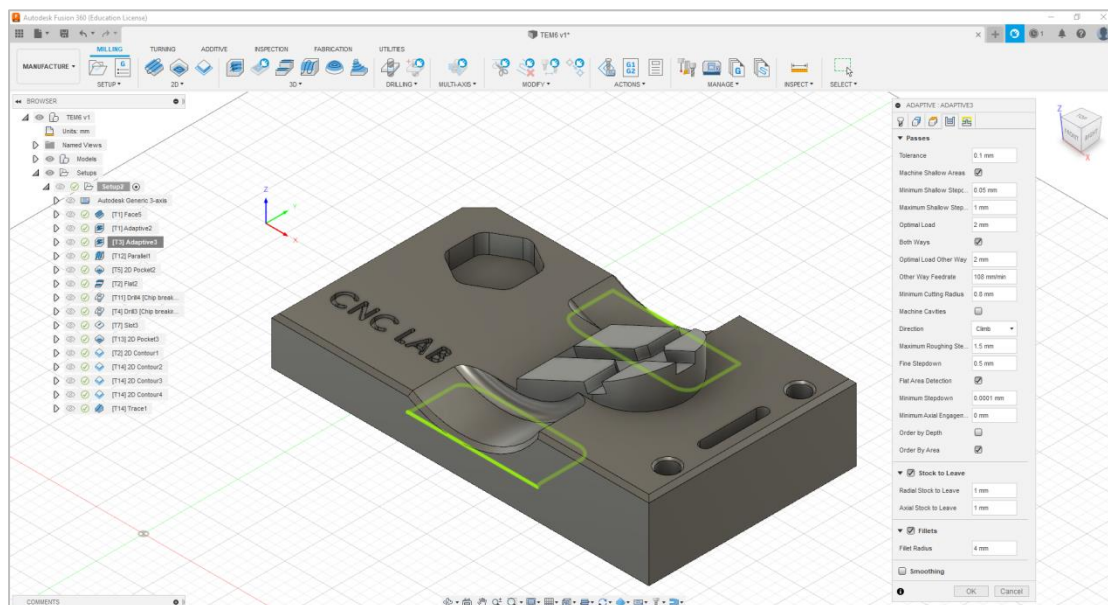 Autodesk Fusion 360 (Education License)
TEM6 v1*
1
MILLING TURNING ADDITIVE INSPECTION FABRICATION UTILITIES
MANUFACTURE
G
G1
G2
G
SETUP 2D 3D DRILLING MULTI-AXIS MODIFY ACTIONS MANAGE INSPECT SELECT
BROWSER
TEM6 v1
Units: mm
Named Views
Models
Setups
Setup2
Autodesk Generic 3-axis
[T1] Face5
[T1] Adaptive2
[T3] Adaptive3
[T12] Parallel1
[T5] 2D Pocket2
[T2] Flat2
[T11] Drill4 [Chip break...
[T4] Drill3 [Chip breaki...
[T7] Slot3
[T13] 2D Pocket3
[T2] 2D Contour1
[T14] 2D Contour2
[T14] 2D Contour3
[T14] 2D Contour4
[T14] Trace1
Z
Y
X
CNC LAB
ADAPTIVE : ADAPTIVE3
Passes
Tolerance 0.1 mm
Machine Shallow Areas
Minimum Shallow Stepc... 0.05 mm
Maximum Shallow Step... 1 mm
Optimal Load 2 mm
Both Ways
Optimal Load Other Way 2 mm
Other Way Feedrate 168 mm/min
Minimum Cutting Radius 0.8 mm
Machine Cavities
Direction Climb
Maximum Roughing Ste... 1.5 mm
Fine Stepdown 0.5 mm
Flat Area Detection
Minimum Stepdown 0.0001 mm
Minimum Axial Engagem... 0 mm
Order by Depth
Order By Area
Stock to Leave
Radial Stock to Leave 1 mm
Axial Stock to Leave 1 mm
Fillets
Fillet Radius 4 mm
Smoothing
OK Cancel
Z
TOP
FRONT
RIGHT
X
COMMENTS